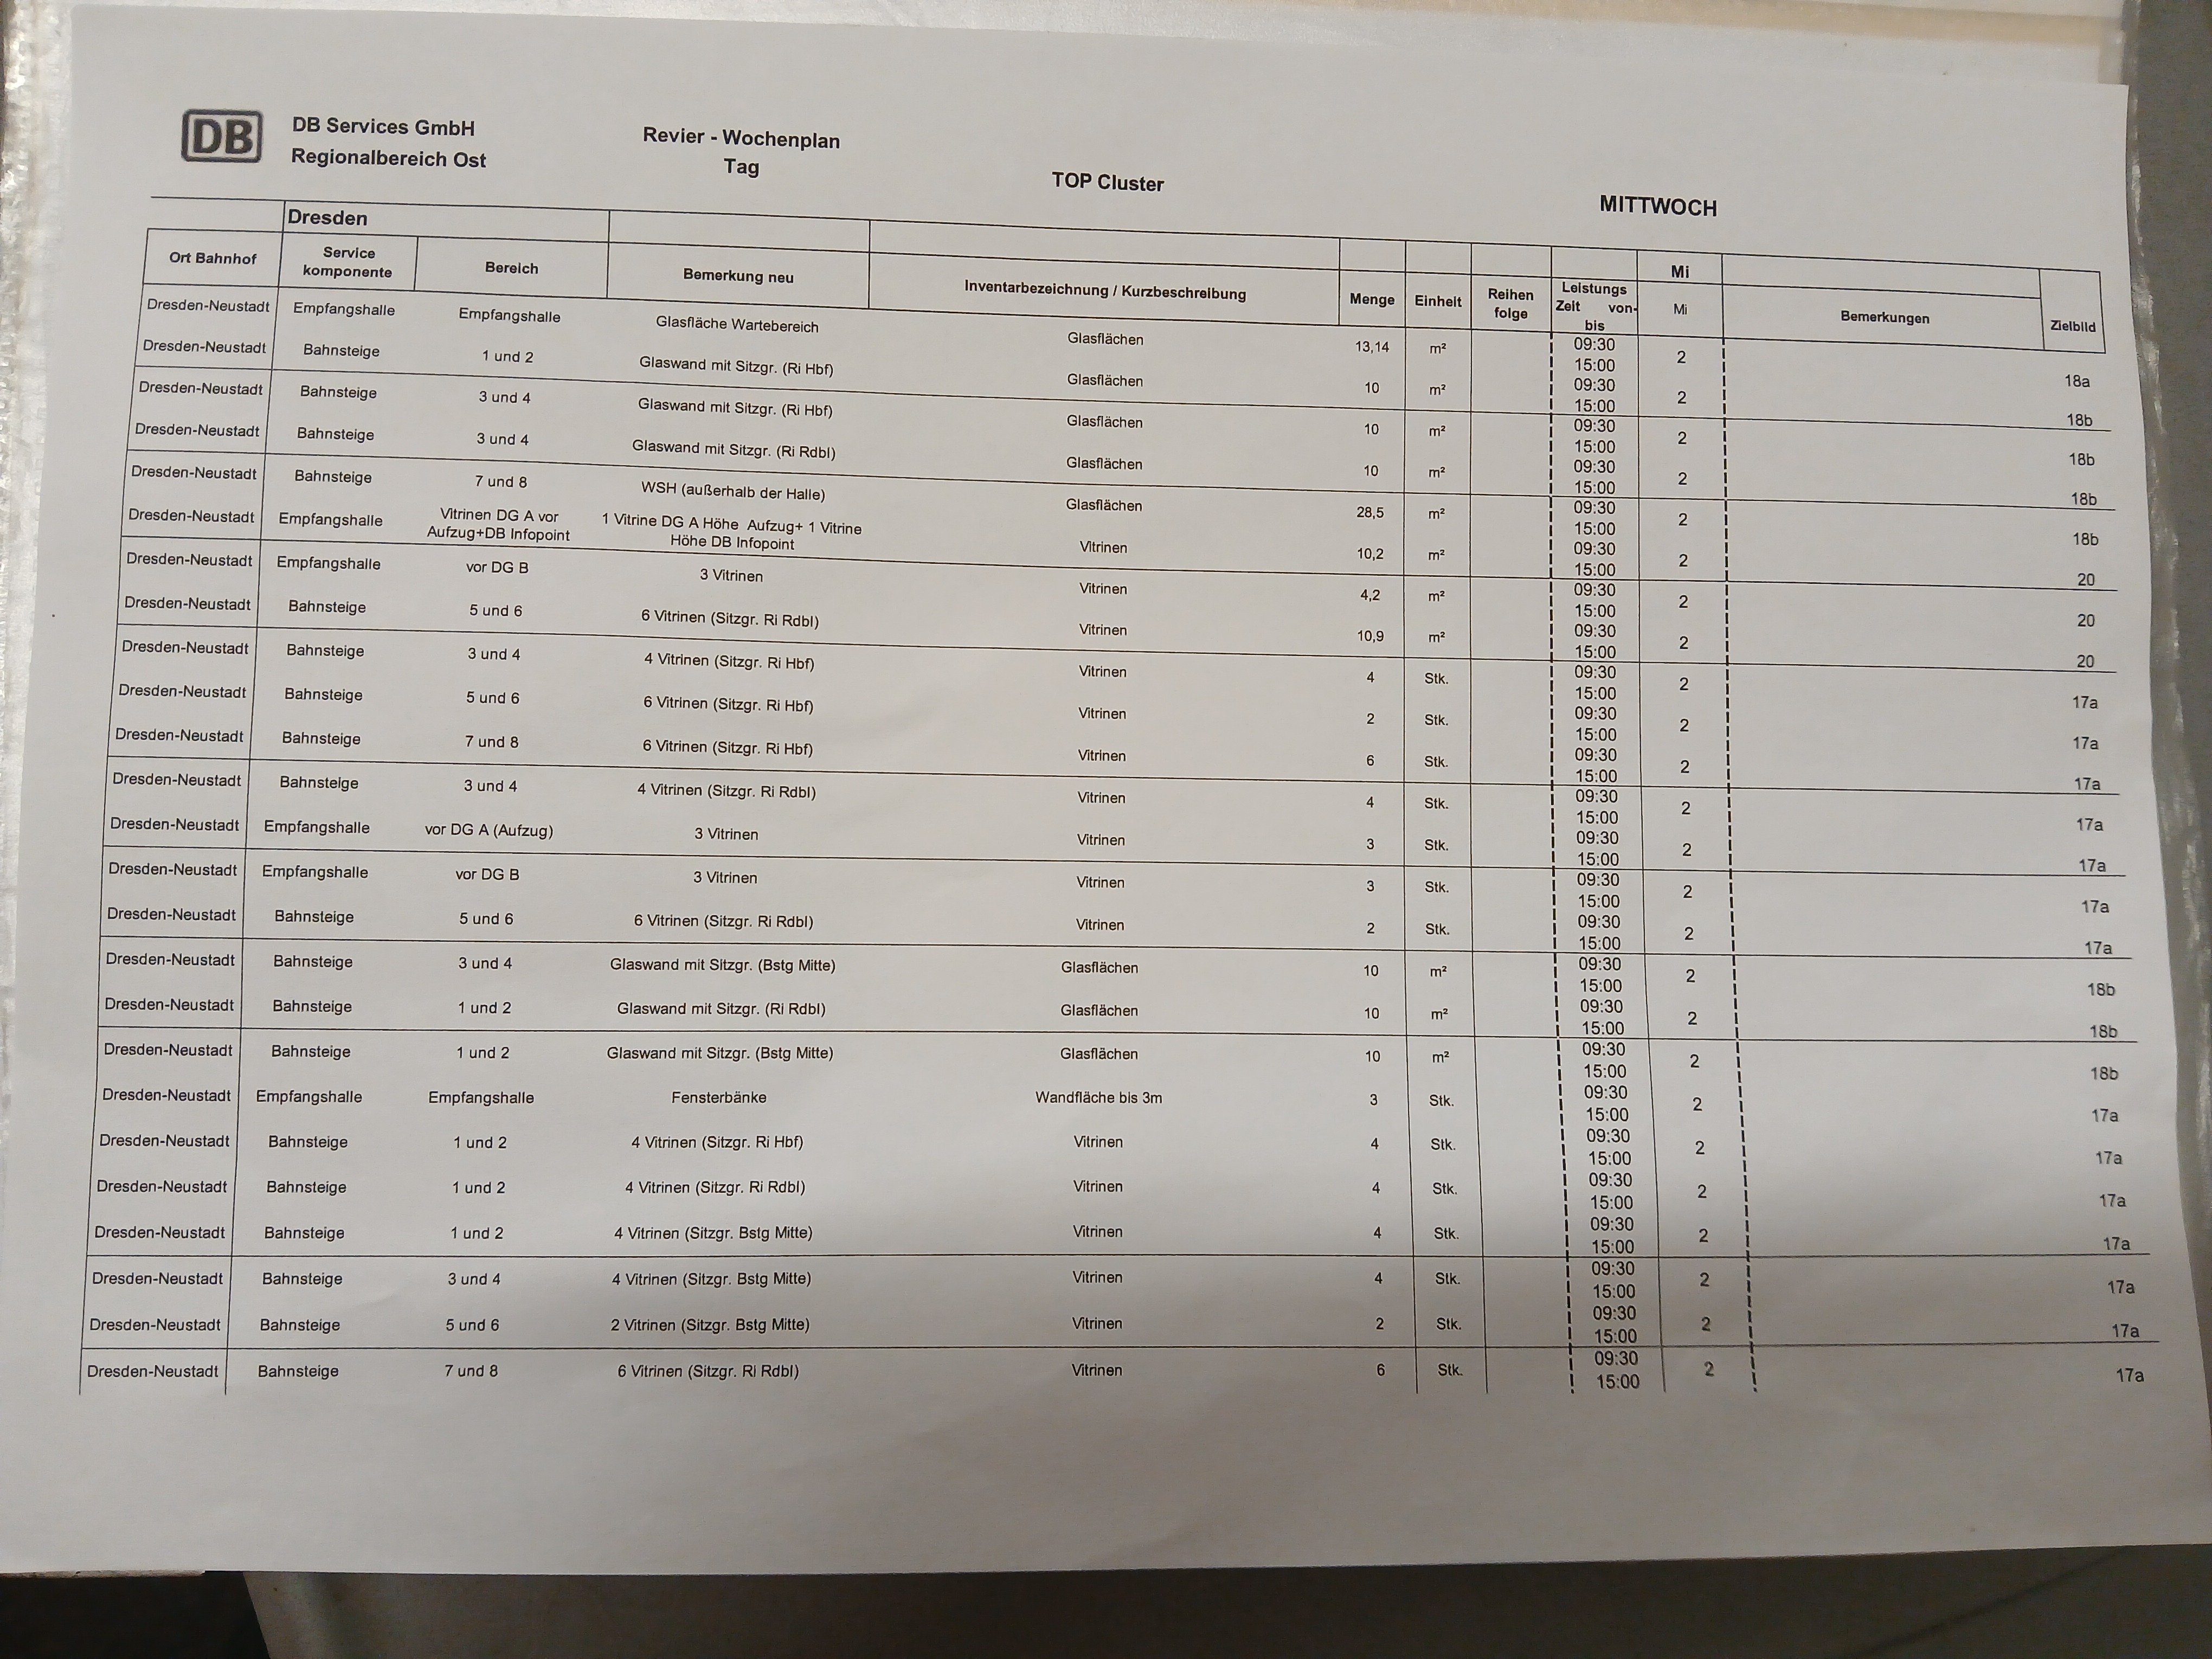 DB
DB Services GmbH
Regionalbereich Ost
Revier - Wochenplan
Tag
TOP Cluster
MITTWOCH
Dresden
Mi
Ort Bahnhof Service komponente Bereich Bemerkung neu Inventarbezeichnung / Kurzbeschreibung Menge Einheit Reihen folge Leistungs Zeit von- bis Mi Bemerkungen Zielbild
Dresden-Neustadt Empfangshalle Empfangshalle Glasfläche Wartebereich Glasflächen 13,14 m² 09:30 15:00 2 18a
Dresden-Neustadt Bahnsteige 1 und 2 Glaswand mit Sitzgr. (Ri Hbf) Glasflächen 10 m² 09:30 15:00 2 18b
Dresden-Neustadt Bahnsteige 3 und 4 Glaswand mit Sitzgr. (Ri Hbf) Glasflächen 10 m² 09:30 15:00 2 18b
Dresden-Neustadt Bahnsteige 3 und 4 Glaswand mit Sitzgr. (Ri Rdbl) Glasflächen 10 m² 09:30 15:00 2 18b
Dresden-Neustadt Bahnsteige 7 und 8 WSH (außerhalb der Halle) Glasflächen 28,5 m² 09:30 15:00 2 18b
Dresden-Neustadt Empfangshalle Vitrinen DG A vor Aufzug+DB Infopoint 1 Vitrine DG A Höhe Aufzug+ 1 Vitrine Höhe DB Infopoint Vitrinen 10,2 m² 09:30 15:00 2 20
Dresden-Neustadt Empfangshalle vor DG B 3 Vitrinen Vitrinen 4,2 m² 09:30 15:00 2 20
Dresden-Neustadt Bahnsteige 5 und 6 6 Vitrinen (Sitzgr. Ri Rdbl) Vitrinen 10,9 m² 09:30 15:00 2 20
Dresden-Neustadt Bahnsteige 3 und 4 4 Vitrinen (Sitzgr. Ri Hbf) Vitrinen 4 Stk. 09:30 15:00 2 17a
Dresden-Neustadt Bahnsteige 5 und 6 6 Vitrinen (Sitzgr. Ri Hbf) Vitrinen 2 Stk. 09:30 15:00 2 17a
Dresden-Neustadt Bahnsteige 7 und 8 6 Vitrinen (Sitzgr. Ri Hbf) Vitrinen 6 Stk. 09:30 15:00 2 17a
Dresden-Neustadt Bahnsteige 3 und 4 4 Vitrinen (Sitzgr. Ri Rdbl) Vitrinen 4 Stk. 09:30 15:00 2 17a
Dresden-Neustadt Empfangshalle vor DG A (Aufzug) 3 Vitrinen Vitrinen 3 Stk. 09:30 15:00 2 17a
Dresden-Neustadt Empfangshalle vor DG B 3 Vitrinen Vitrinen 3 Stk. 09:30 15:00 2 17a
Dresden-Neustadt Bahnsteige 5 und 6 6 Vitrinen (Sitzgr. Ri Rdbl) Vitrinen 2 Stk. 09:30 15:00 2 17a
Dresden-Neustadt Bahnsteige 3 und 4 Glaswand mit Sitzgr. (Bstg Mitte) Glasflächen 10 m² 09:30 15:00 2 18b
Dresden-Neustadt Bahnsteige 1 und 2 Glaswand mit Sitzgr. (Ri Rdbl) Glasflächen 10 m² 09:30 15:00 2 18b
Dresden-Neustadt Bahnsteige 1 und 2 Glaswand mit Sitzgr. (Bstg Mitte) Glasflächen 10 m² 09:30 15:00 2 18b
Dresden-Neustadt Empfangshalle Empfangshalle Fensterbänke Wandfläche bis 3m 3 Stk. 09:30 15:00 2 17a
Dresden-Neustadt Bahnsteige 1 und 2 4 Vitrinen (Sitzgr. Ri Hbf) Vitrinen 4 Stk. 09:30 15:00 2 17a
Dresden-Neustadt Bahnsteige 1 und 2 4 Vitrinen (Sitzgr. Ri Rdbl) Vitrinen 4 Stk. 09:30 15:00 2 17a
Dresden-Neustadt Bahnsteige 1 und 2 4 Vitrinen (Sitzgr. Bstg Mitte) Vitrinen 4 Stk. 09:30 15:00 2 17a
Dresden-Neustadt Bahnsteige 3 und 4 4 Vitrinen (Sitzgr. Bstg Mitte) Vitrinen 4 Stk. 09:30 15:00 2 17a
Dresden-Neustadt Bahnsteige 5 und 6 2 Vitrinen (Sitzgr. Bstg Mitte) Vitrinen 2 Stk. 09:30 15:00 2 17a
Dresden-Neustadt Bahnsteige 7 und 8 6 Vitrinen (Sitzgr. Ri Rdbl) Vitrinen 6 Stk. 09:30 15:00 2 17a